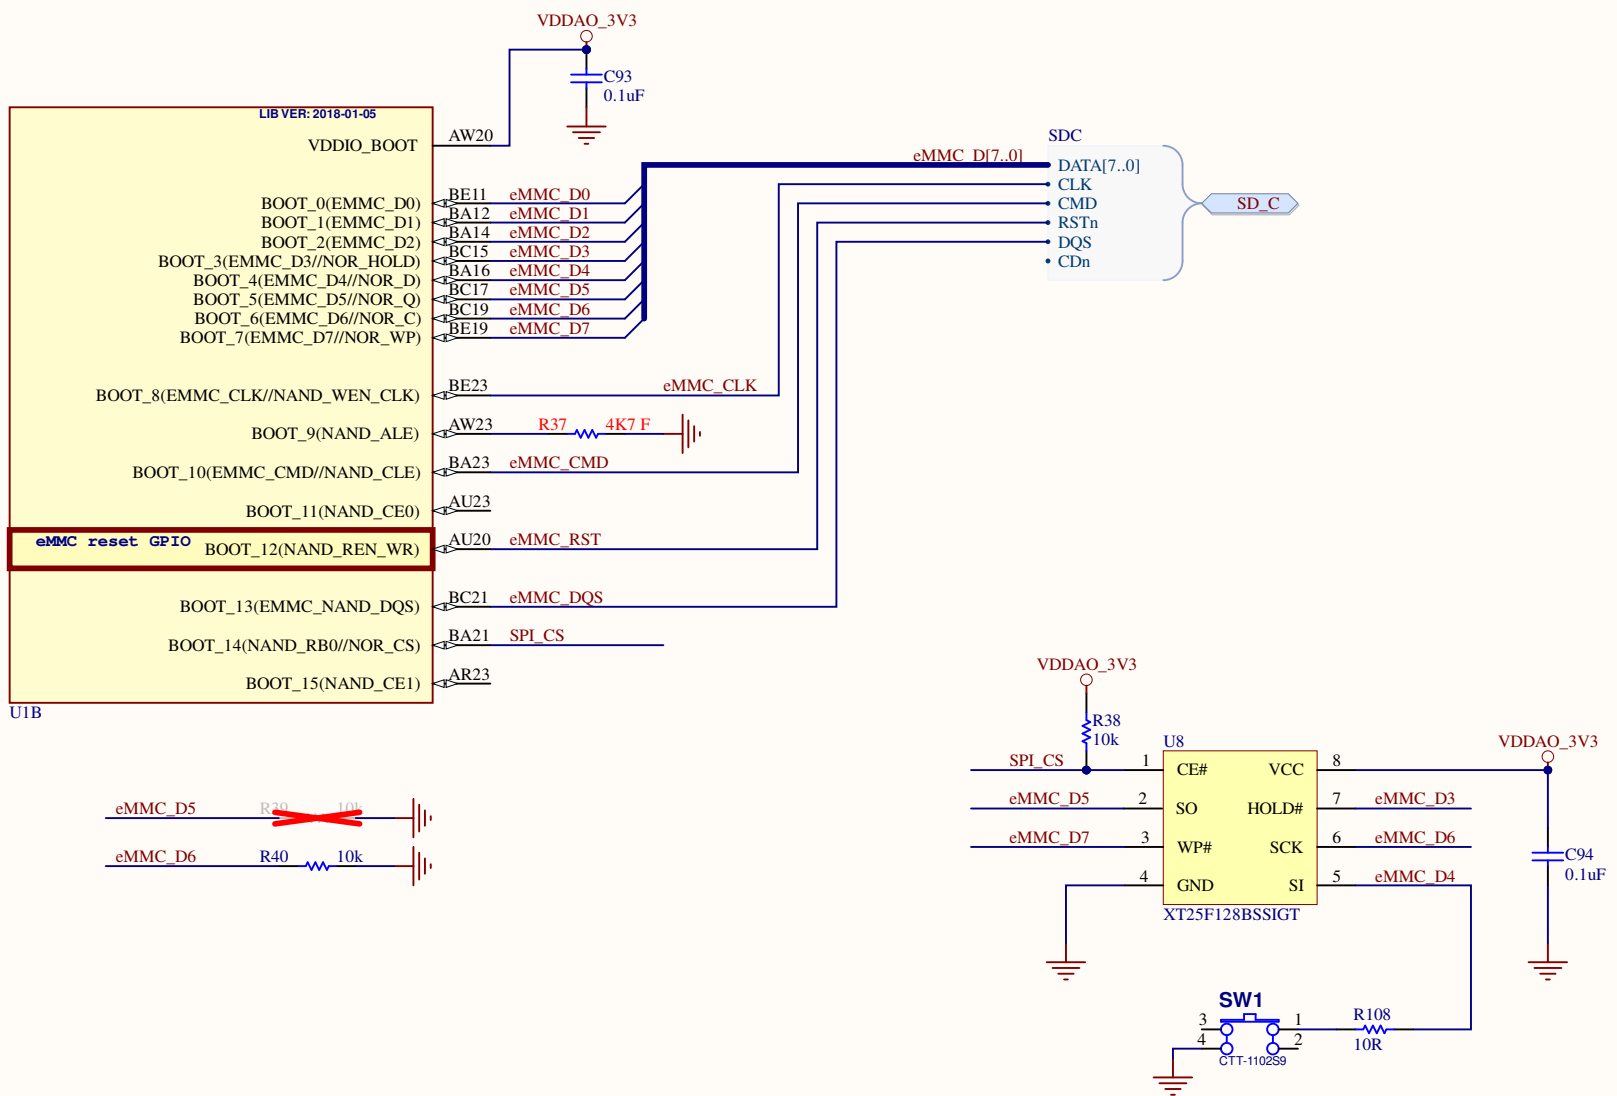 VDDAO_3V3
C93
0.1uF
LIB VER: 2018-01-05
VDDIO_BOOT
AW20
BOOT_0(EMMC_D0)
BE11
eMMC_D0
BOOT_1(EMMC_D1)
BA12
eMMC_D1
BOOT_2(EMMC_D2)
BA14
eMMC_D2
BOOT_3(EMMC_D3//NOR_HOLD)
BC15
eMMC_D3
BOOT_4(EMMC_D4//NOR_D)
BA16
eMMC_D4
BOOT_5(EMMC_D5//NOR_Q)
BC17
eMMC_D5
BOOT_6(EMMC_D6//NOR_C)
BC19
eMMC_D6
BOOT_7(EMMC_D7//NOR_WP)
BE19
eMMC_D7
BOOT_8(EMMC_CLK//NAND_WEN_CLK)
BE23
eMMC_CLK
BOOT_9(NAND_ALE)
AW23
R37
4K7 F
BOOT_10(EMMC_CMD//NAND_CLE)
BA23
eMMC_CMD
BOOT_11(NAND_CE0)
AU23
eMMC reset GPIO
BOOT_12(NAND_REN_WR)
AU20
eMMC_RST
BOOT_13(EMMC_NAND_DQS)
BC21
eMMC_DQS
BOOT_14(NAND_RB0//NOR_CS)
BA21
SPI_CS
BOOT_15(NAND_CE1)
AR23
U1B
SDC
eMMC_D[7..0]
DATA[7..0]
CLK
CMD
RSTn
DQS
CDn
SD_C
eMMC_D5
R39
10k
eMMC_D6
R40
10k
VDDAO_3V3
R38
10k
U8
VDDAO_3V3
SPI_CS
1
CE#
VCC
8
eMMC_D5
2
SO
HOLD#
7
eMMC_D3
eMMC_D7
3
WP#
SCK
6
eMMC_D6
4
GND
SI
5
eMMC_D4
XT25F128BSSIGT
C94
0.1uF
SW1
3
1
4
2
CTT-1102S9
R108
10R